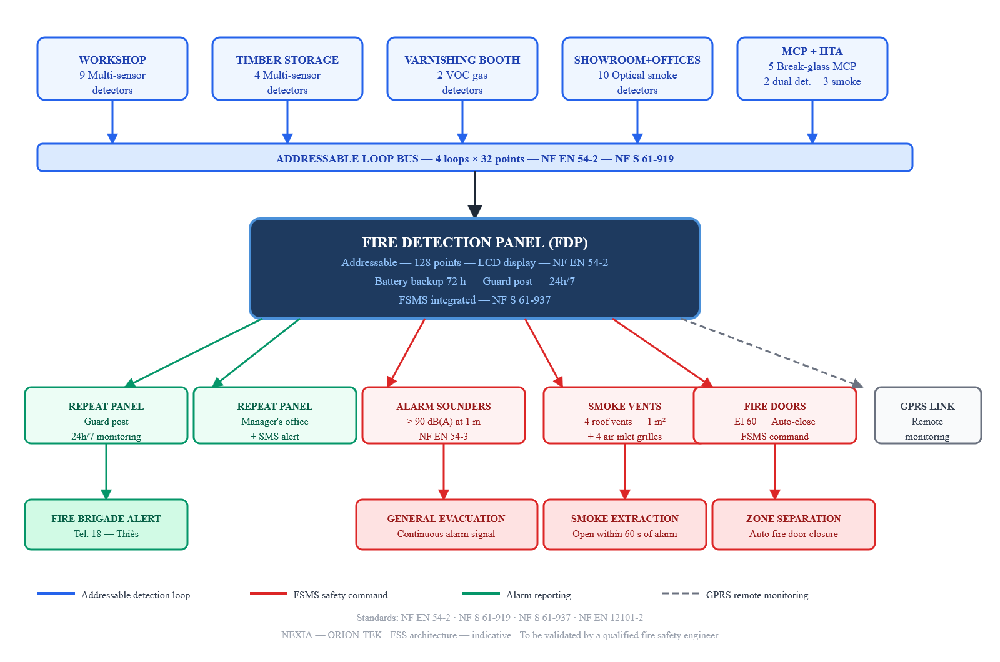 WORKSHOP
9 Multi-sensor
detectors
TIMBER STORAGE
4 Multi-sensor
detectors
VARNISHING BOOTH
2 VOC gas
detectors
SHOWROOM+OFFICES
10 Optical smoke
detectors
MCP + HTA
5 Break-glass MCP
2 dual det. + 3 smoke
ADDRESSABLE LOOP BUS — 4 loops × 32 points — NF EN 54-2 — NF S 61-919
FIRE DETECTION PANEL (FDP)
Addressable — 128 points — LCD display — NF EN 54-2
Battery backup 72 h — Guard post — 24h/7
FSMS integrated — NF S 61-937
REPEAT PANEL
Guard post
24h/7 monitoring
REPEAT PANEL
Manager's office
+ SMS alert
ALARM SOUNDERS
≥ 90 dB(A) at 1 m
NF EN 54-3
SMOKE VENTS
4 roof vents — 1 m²
+ 4 air inlet grilles
FIRE DOORS
EI 60 — Auto-close
FSMS command
GPRS LINK
Remote
monitoring
FIRE BRIGADE ALERT
Tel. 18 — Thiès
GENERAL EVACUATION
Continuous alarm signal
SMOKE EXTRACTION
Open within 60 s of alarm
ZONE SEPARATION
Auto fire door closure
Addressable detection loop
FSMS safety command
Alarm reporting
GPRS remote monitoring
Standards: NF EN 54-2 · NF S 61-919 · NF S 61-937 · NF EN 12101-2
NEXIA — ORION-TEK · FSS architecture — indicative · To be validated by a qualified fire safety engineer